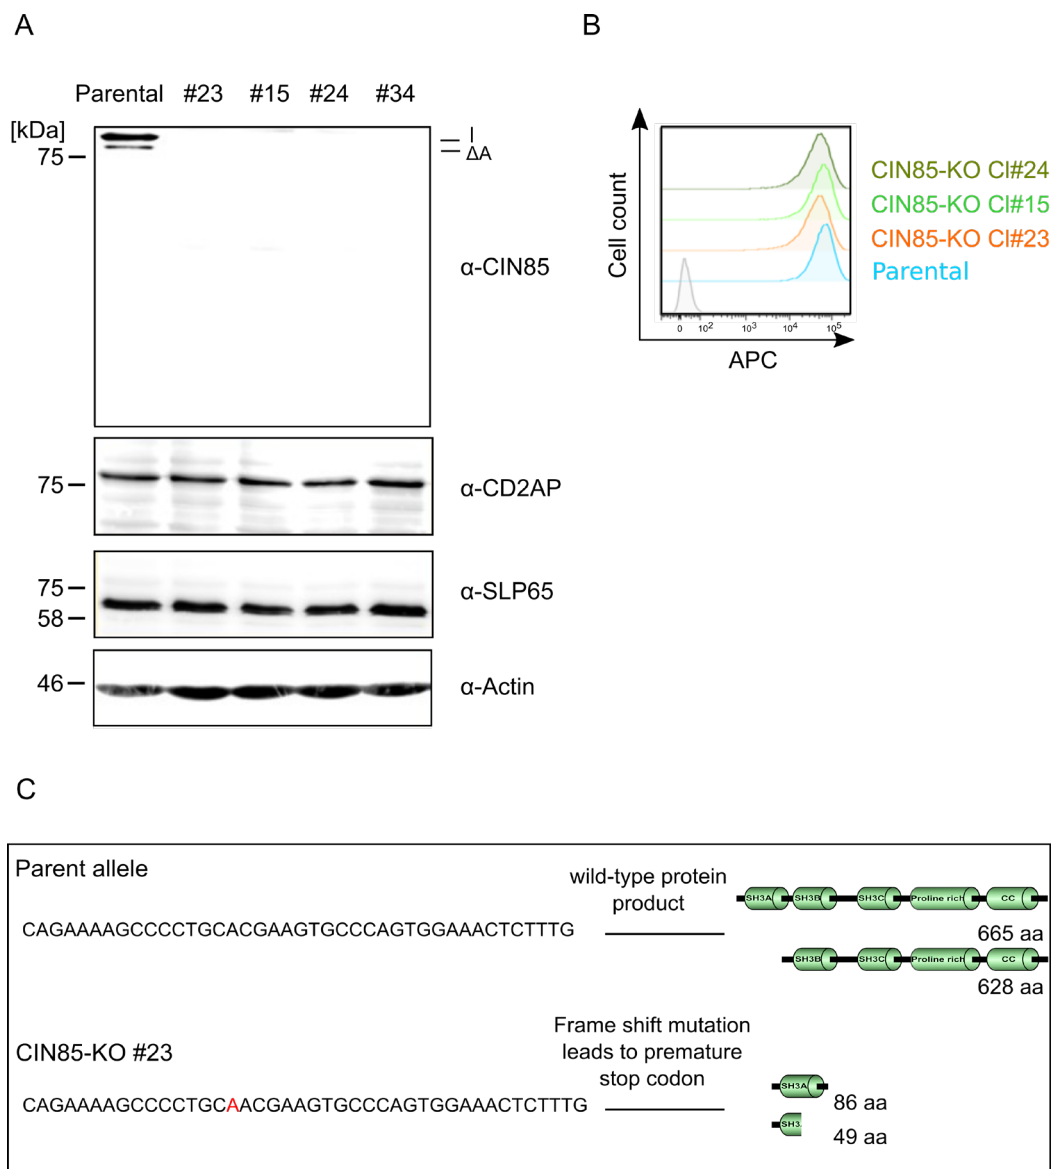 A
Parental #23 #15 #24 #34
[kDa]
75
I
ΔA
α-CIN85
75
α-CD2AP
75
58
α-SLP65
46
α-Actin
B
Cell count
CIN85-KO Cl#24
CIN85-KO Cl#15
CIN85-KO Cl#23
Parental
0 10² 10³ 10⁴ 10⁵
APC
C
Parent allele
CAGAAAAGCCCCTGCACGAAGTGCCCAGTGGAAACTCTTTG
wild-type protein
product
SH3A SH3B SH3C Proline rich CC
665 aa
SH3B SH3C Proline rich CC
628 aa
CIN85-KO #23
CAGAAAAGCCCCTGCAACGAAGTGCCCAGTGGAAACTCTTTG
Frame shift mutation
leads to premature
stop codon
SH3A
86 aa
SH3
49 aa